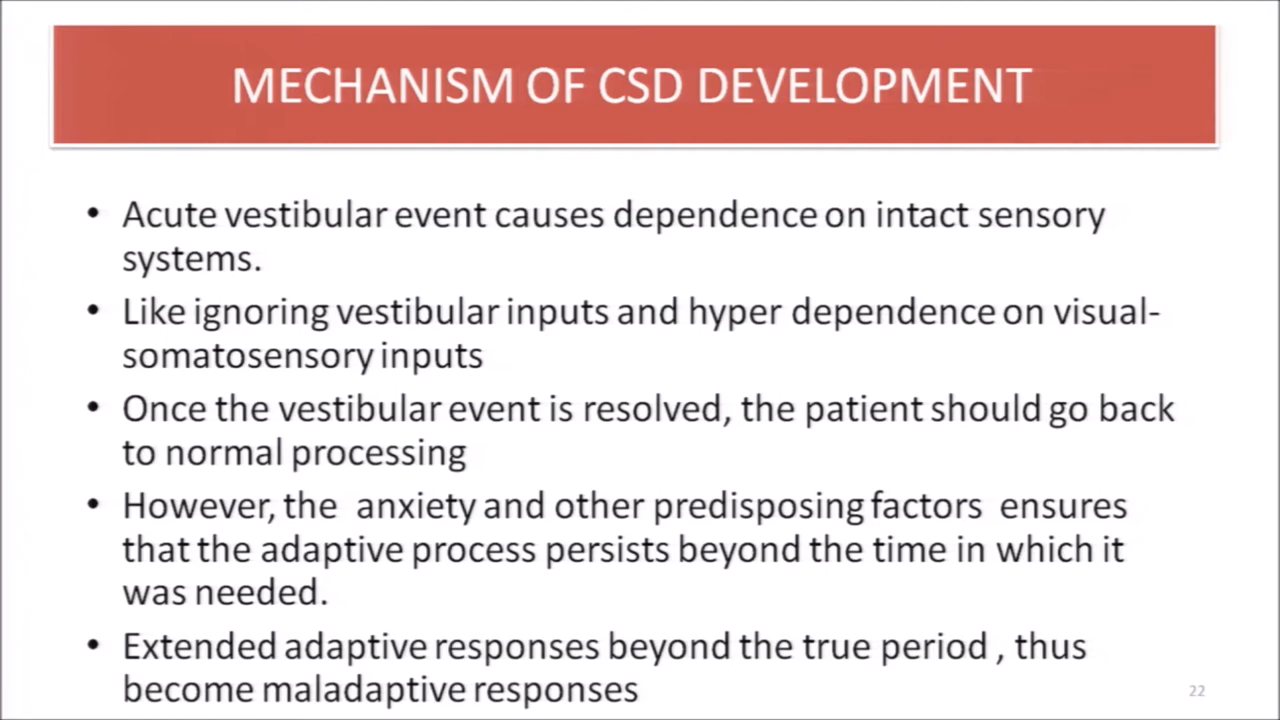 MECHANISM OF CSD DEVELOPMENT
• Acute vestibular event causes dependence on intact sensory
systems.
• Like ignoring vestibular inputs and hyper dependence on visual-
somatosensory inputs
• Once the vestibular event is resolved, the patient should go back
to normal processing
• However, the anxiety and other predisposing factors ensures
that the adaptive process persists beyond the time in which it
was needed.
• Extended adaptive responses beyond the true period , thus
become maladaptive responses
22